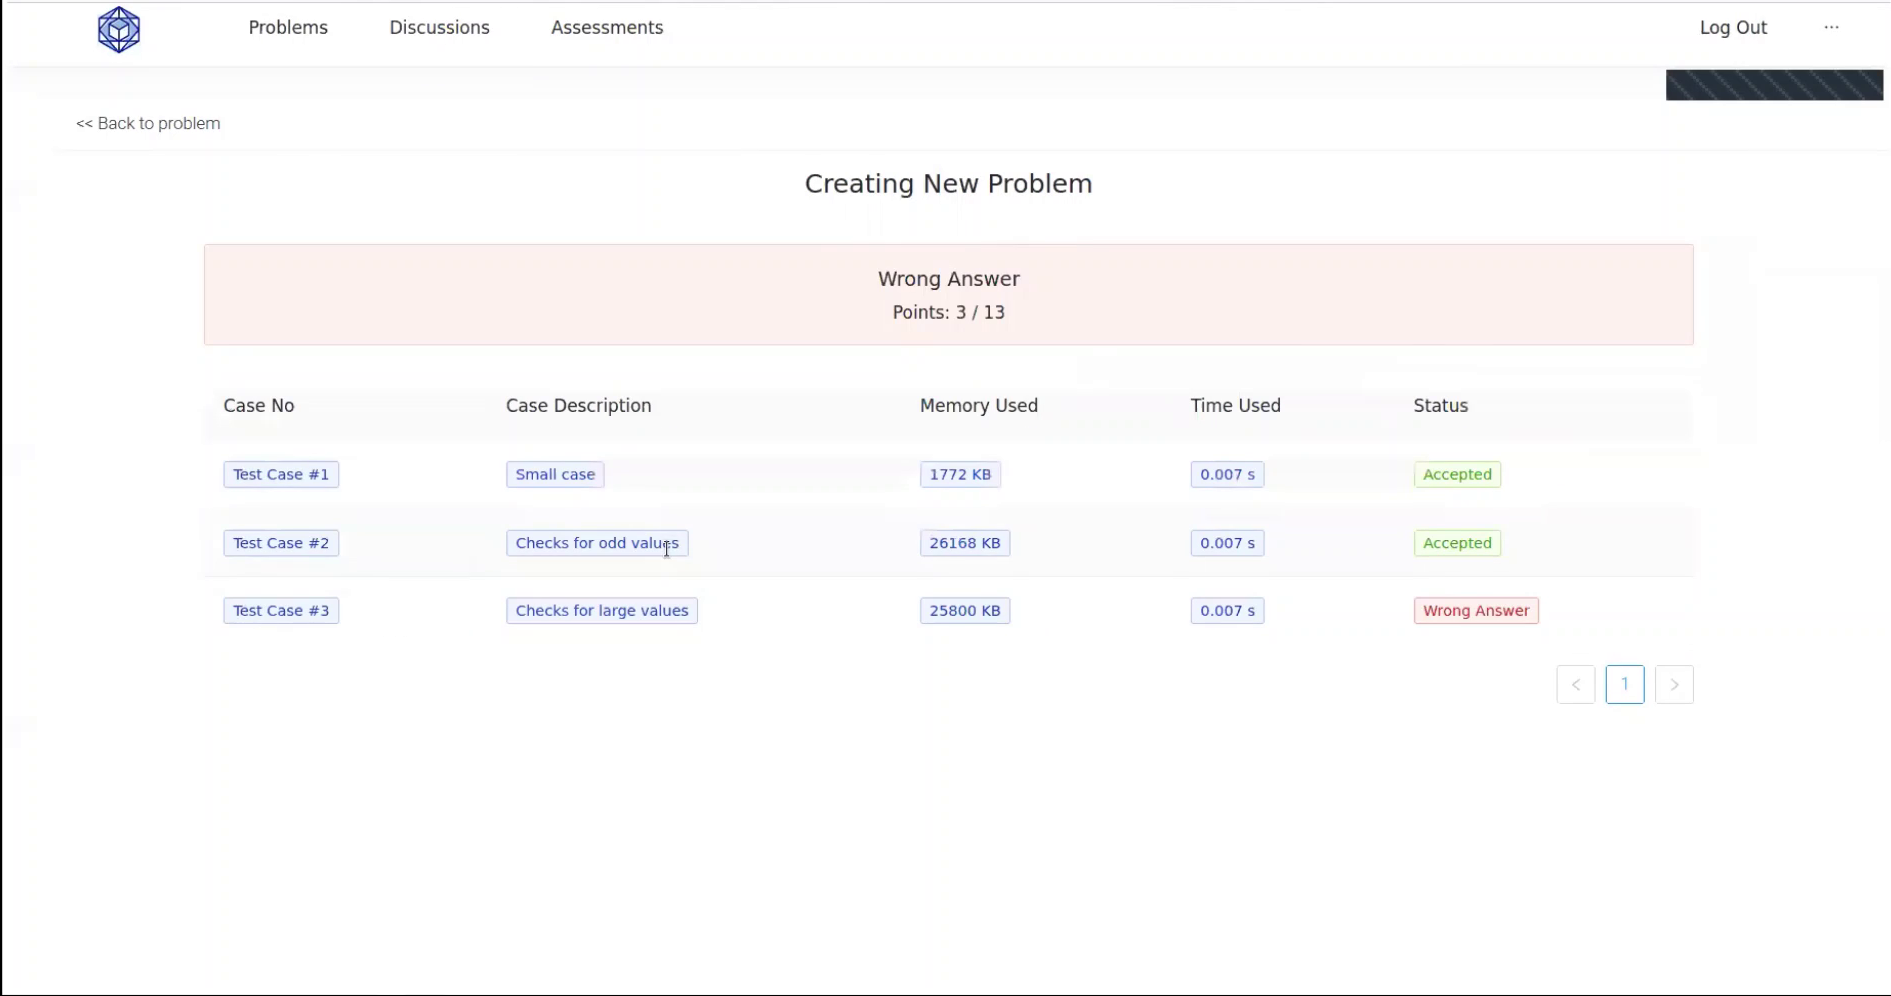 Problems Discussions Assessments Log Out ...
<< Back to problem
Creating New Problem
Wrong Answer
Points: 3 / 13
Case No Case Description Memory Used Time Used Status
Test Case #1 Small case 1772 KB 0.007 s Accepted
Test Case #2 Checks for odd values 26168 KB 0.007 s Accepted
Test Case #3 Checks for large values 25800 KB 0.007 s Wrong Answer
< 1 >